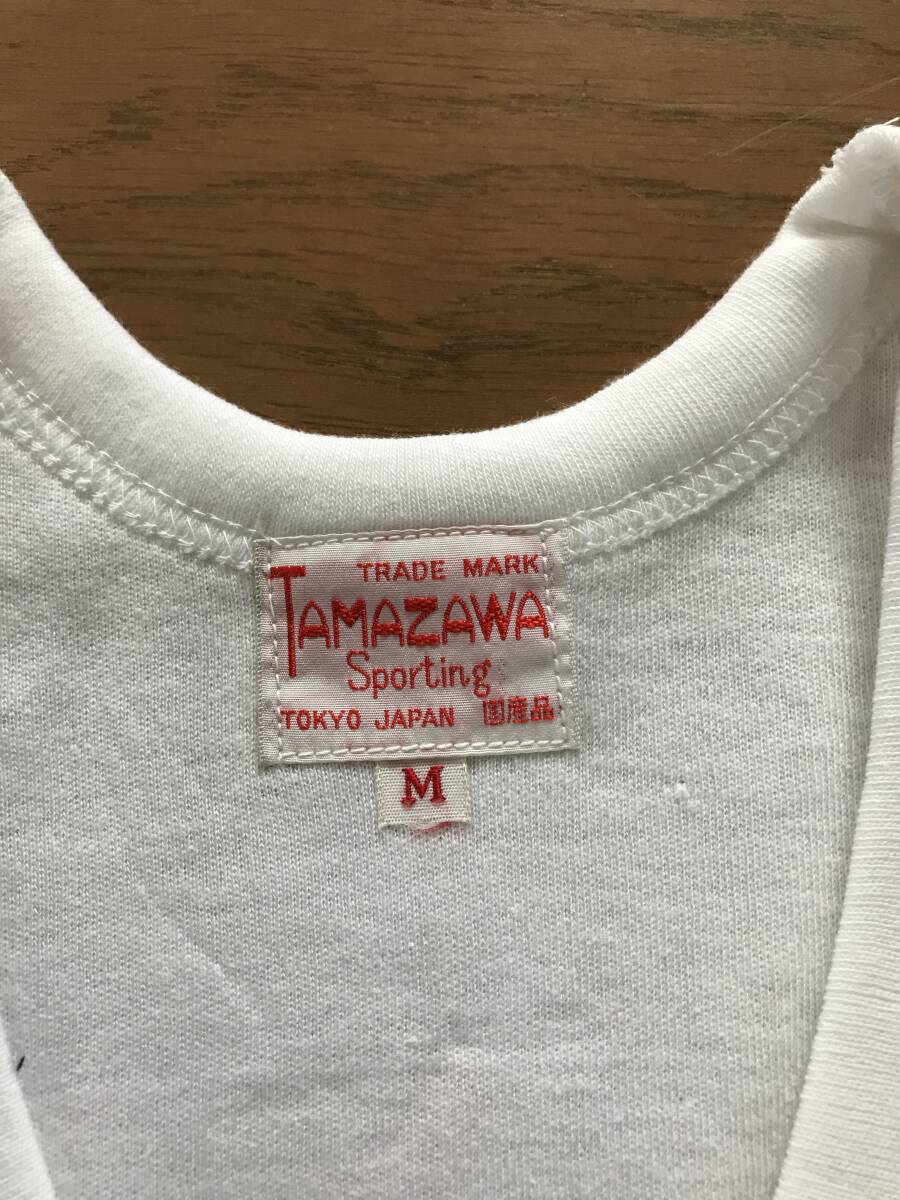 TRADE MARK
TAMAZAWA
Sporting
TOKYO JAPAN 国産品
M